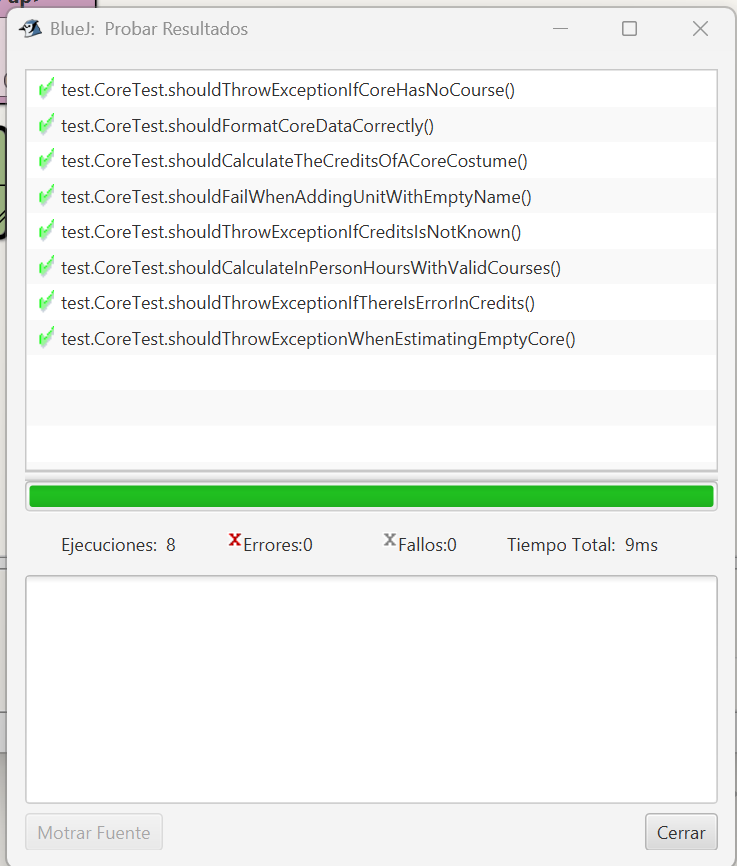 BlueJ:  Probar Resultados
test.CoreTest.shouldThrowExceptionIfCoreHasNoCourse()
test.CoreTest.shouldFormatCoreDataCorrectly()
test.CoreTest.shouldCalculateTheCreditsOfACoreCostume()
test.CoreTest.shouldFailWhenAddingUnitWithEmptyName()
test.CoreTest.shouldThrowExceptionIfCreditsIsNotKnown()
test.CoreTest.shouldCalculateInPersonHoursWithValidCourses()
test.CoreTest.shouldThrowExceptionIfThereIsErrorInCredits()
test.CoreTest.shouldThrowExceptionWhenEstimatingEmptyCore()
Ejecuciones: 8 X Errores:0 X Fallos:0 Tiempo Total: 9ms
Motrar Fuente Cerrar